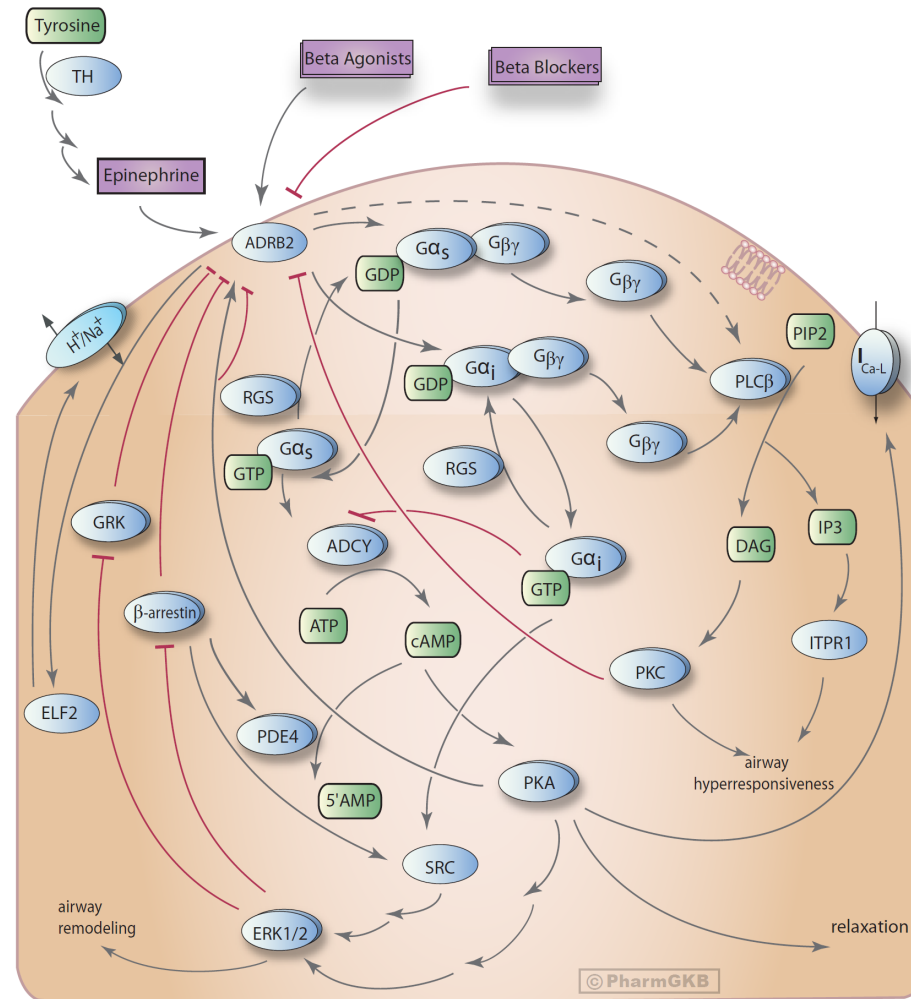 Tyrosine
TH
Beta Agonists
Beta Blockers
Epinephrine
ADRB2
GDP
Gαs
Gβγ
Gβγ
H+/Na+
PIP2
ICa-L
GDP
Gαi
Gβγ
PLCβ
RGS
Gαs
GTP
Gβγ
RGS
GRK
ADCY
Gαi
GTP
DAG
IP3
β-arrestin
ATP
cAMP
ITPR1
PKC
ELF2
PDE4
airway
hyperresponsiveness
PKA
5'AMP
SRC
airway
remodeling
ERK1/2
relaxation
© PharmGKB